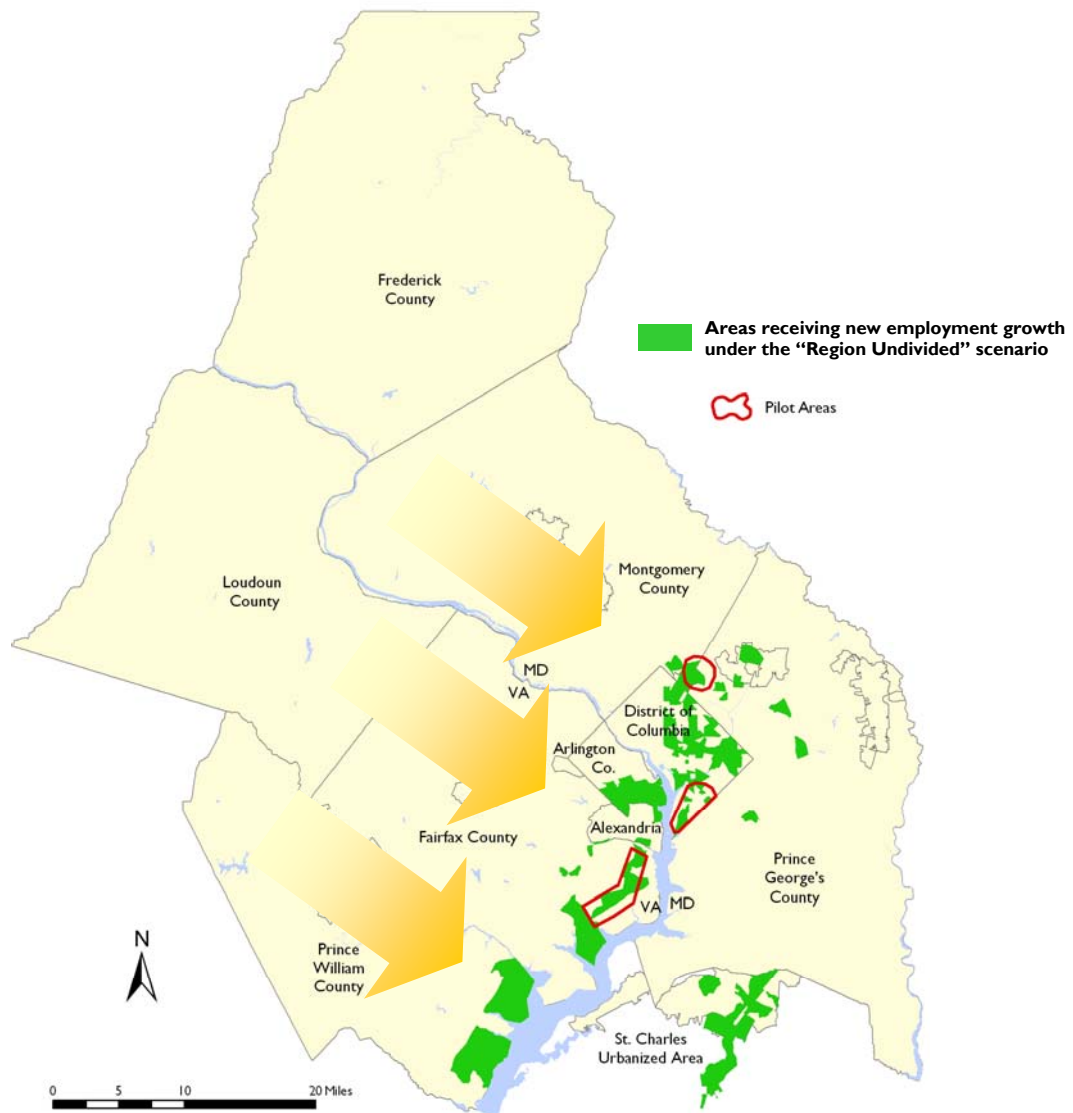 Frederick
County
Areas receiving new employment growth
under the “Region Undivided” scenario
Pilot Areas
Loudoun
County
Montgomery
County
MD
VA
District of
Columbia
Arlington
Co.
Alexandria
Fairfax County
Prince
George's
County
VA
MD
N
Prince
William
County
St. Charles
Urbanized Area
0 5 10 20 Miles